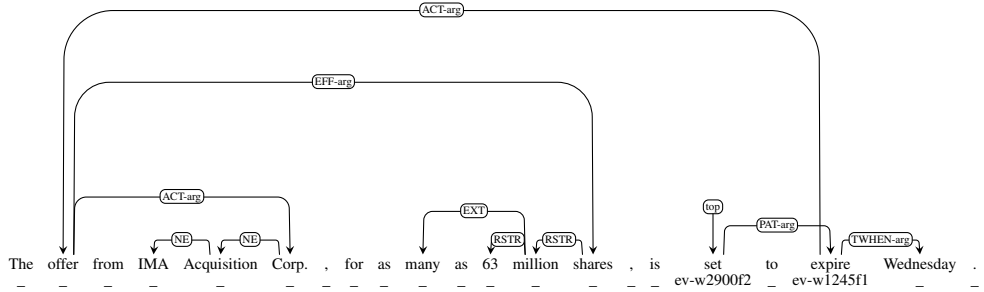 ACT-arg
EFF-arg
ACT-arg
EXT
top
NE NE RSTR RSTR PAT-arg TWHEN-arg
The offer from IMA Acquisition Corp. , for as many as 63 million shares , is set to expire Wednesday .
_ _ _ _ _ _ _ _ _ _ _ _ _ _ _ _ ev-w2900f2 _ ev-w1245f1 _ _